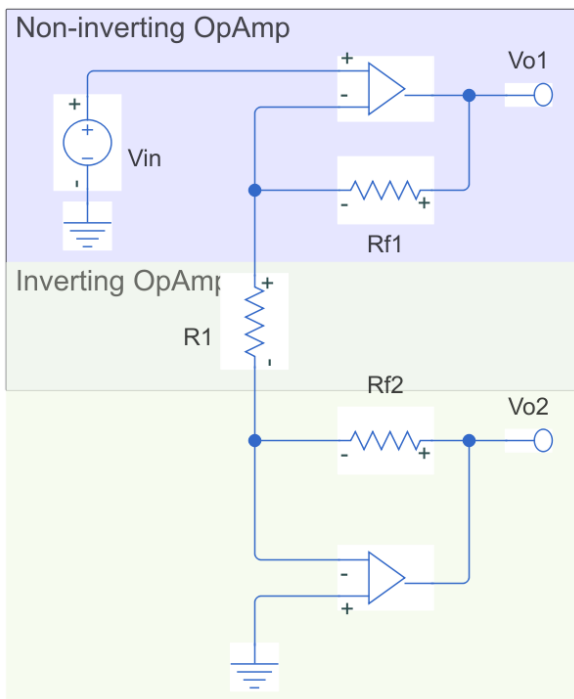 Non-inverting OpAmp
Vo1
+
-
+
+
-
Vin
-
-
+
Rf1
Inverting OpAmp
+
R1
-
Rf2
Vo2
-
+
-
+